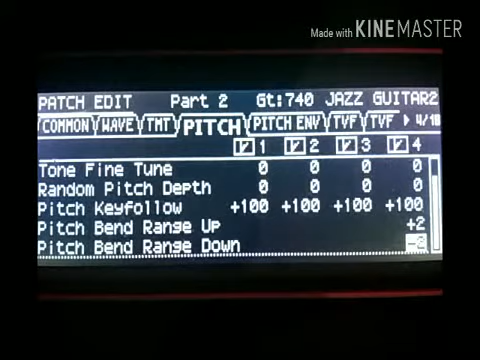 Made with KINEMASTER
PATCH EDIT Part 2 Gt:740 JAZZ GUITAR2
COMMON WAVE TMT PITCH PITCH ENV TVF TVF 4/18
1 2 3 4
Tone Fine Tune 0 0 0 0
Random Pitch Depth 0 0 0 0
Pitch Keyfollow +100 +100 +100 +100
Pitch Bend Range Up +2
Pitch Bend Range Down